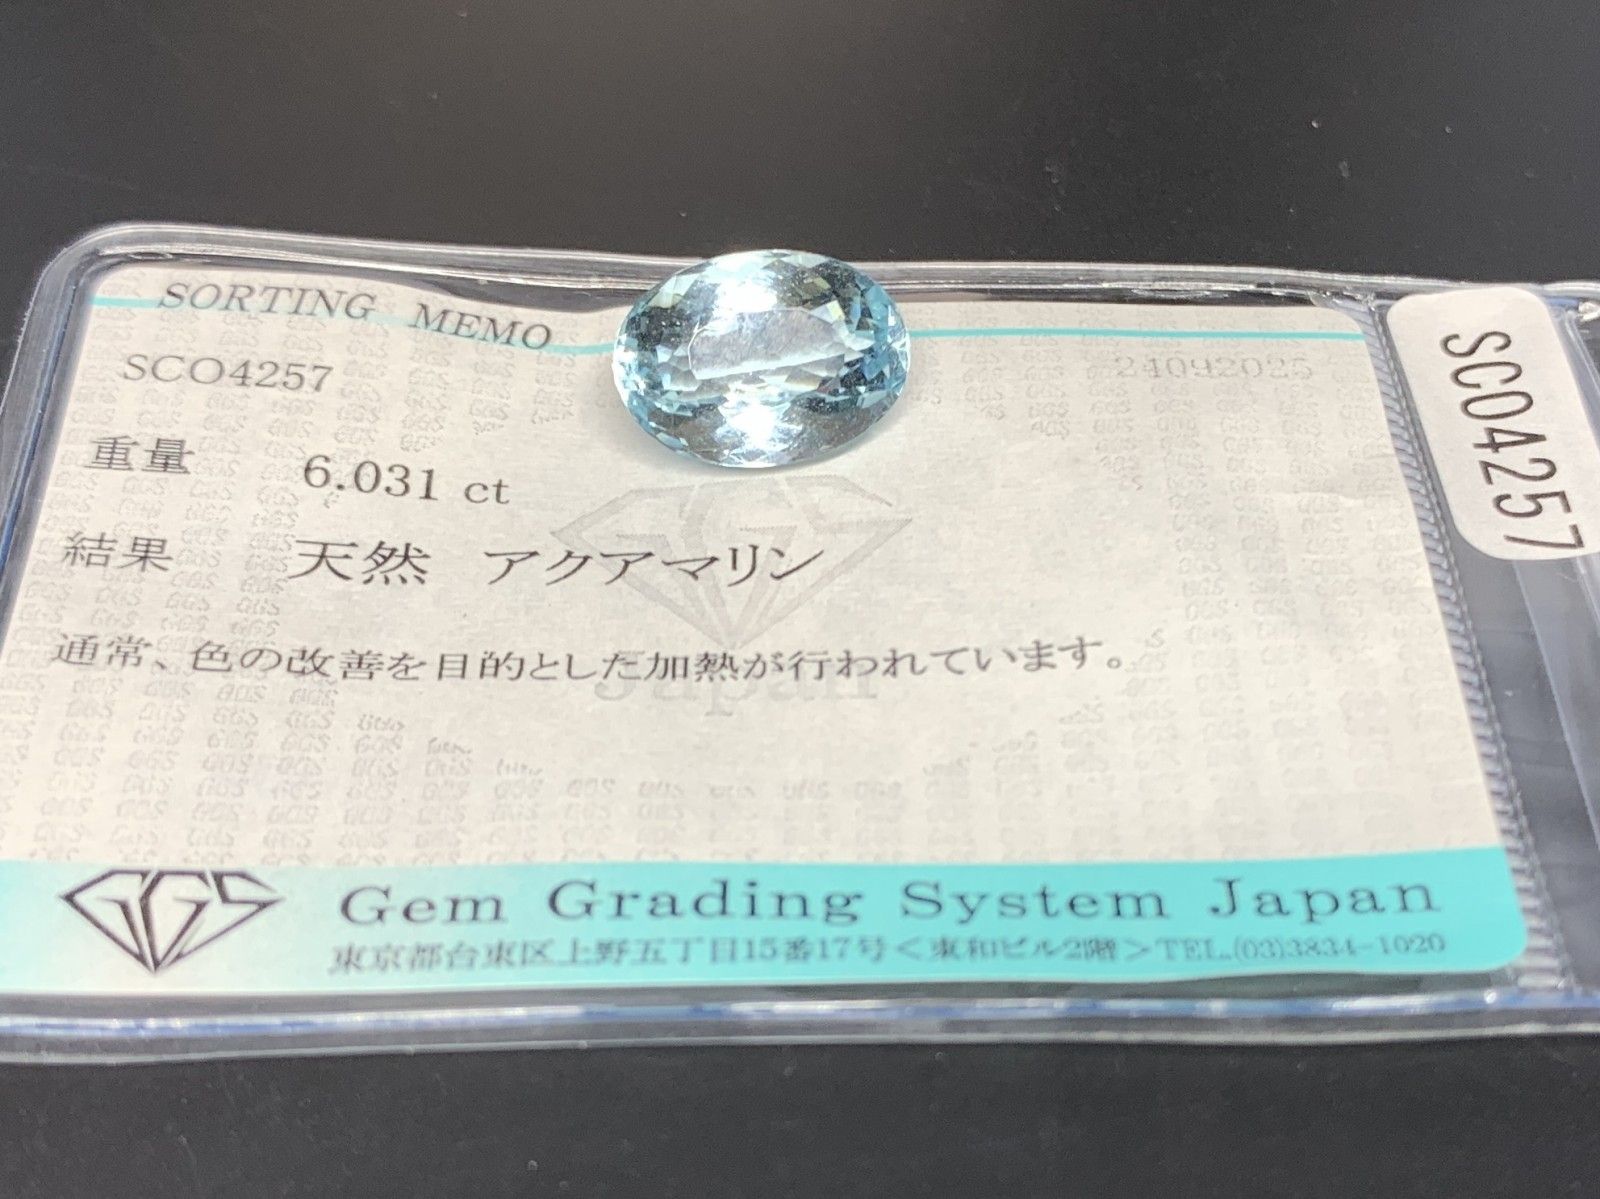 SORTING MEMO
SCO4257 24092025
重量 6.031 ct
結果 天然 アクアマリン
通常、色の改善を目的とした加熱が行われています。
Japan
GGS Gem Grading System Japan
東京都台東区上野五丁目15番17号<東和ビル2階>TEL.(03)3834-1020
SCO4257